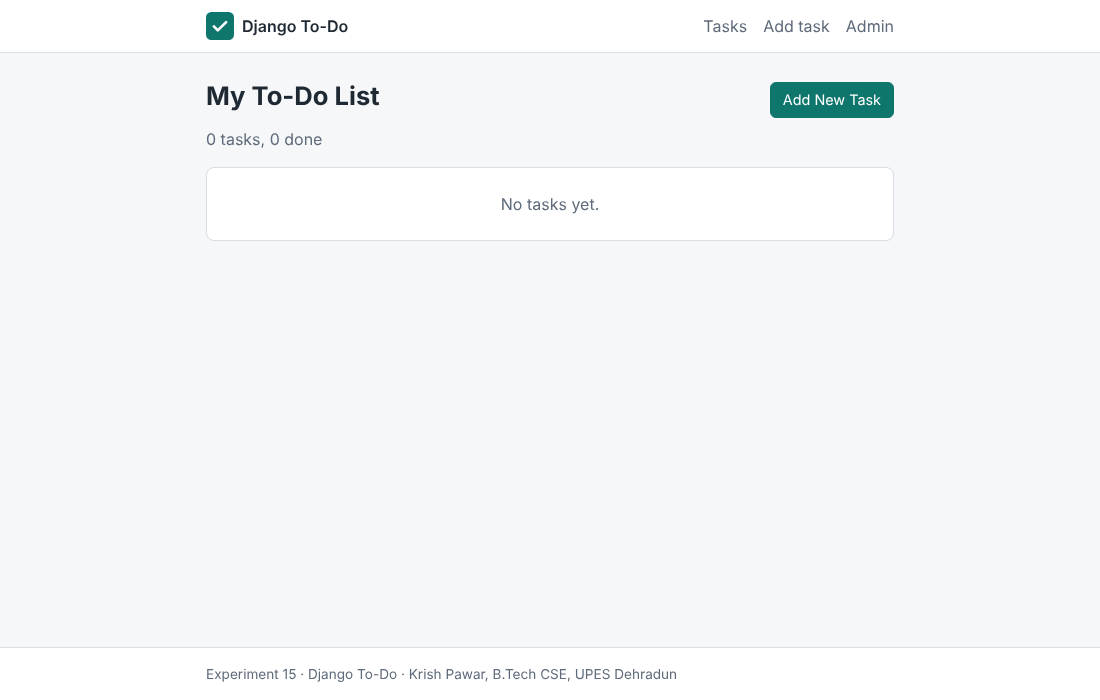 Django To-Do
Tasks
Add task
Admin
My To-Do List
Add New Task
0 tasks, 0 done
No tasks yet.
Experiment 15 · Django To-Do · Krish Pawar, B.Tech CSE, UPES Dehradun